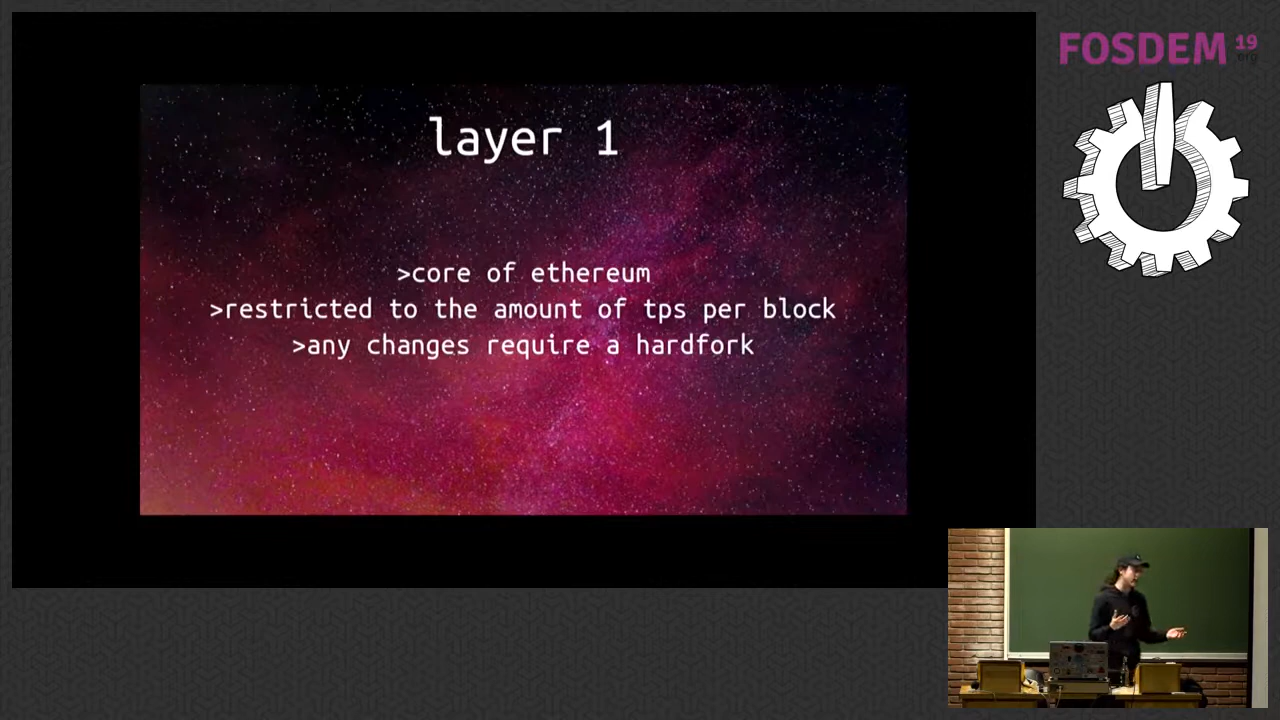 layer 1
>core of ethereum
>restricted to the amount of tps per block
>any changes require a hardfork
FOSDEM 19
.org